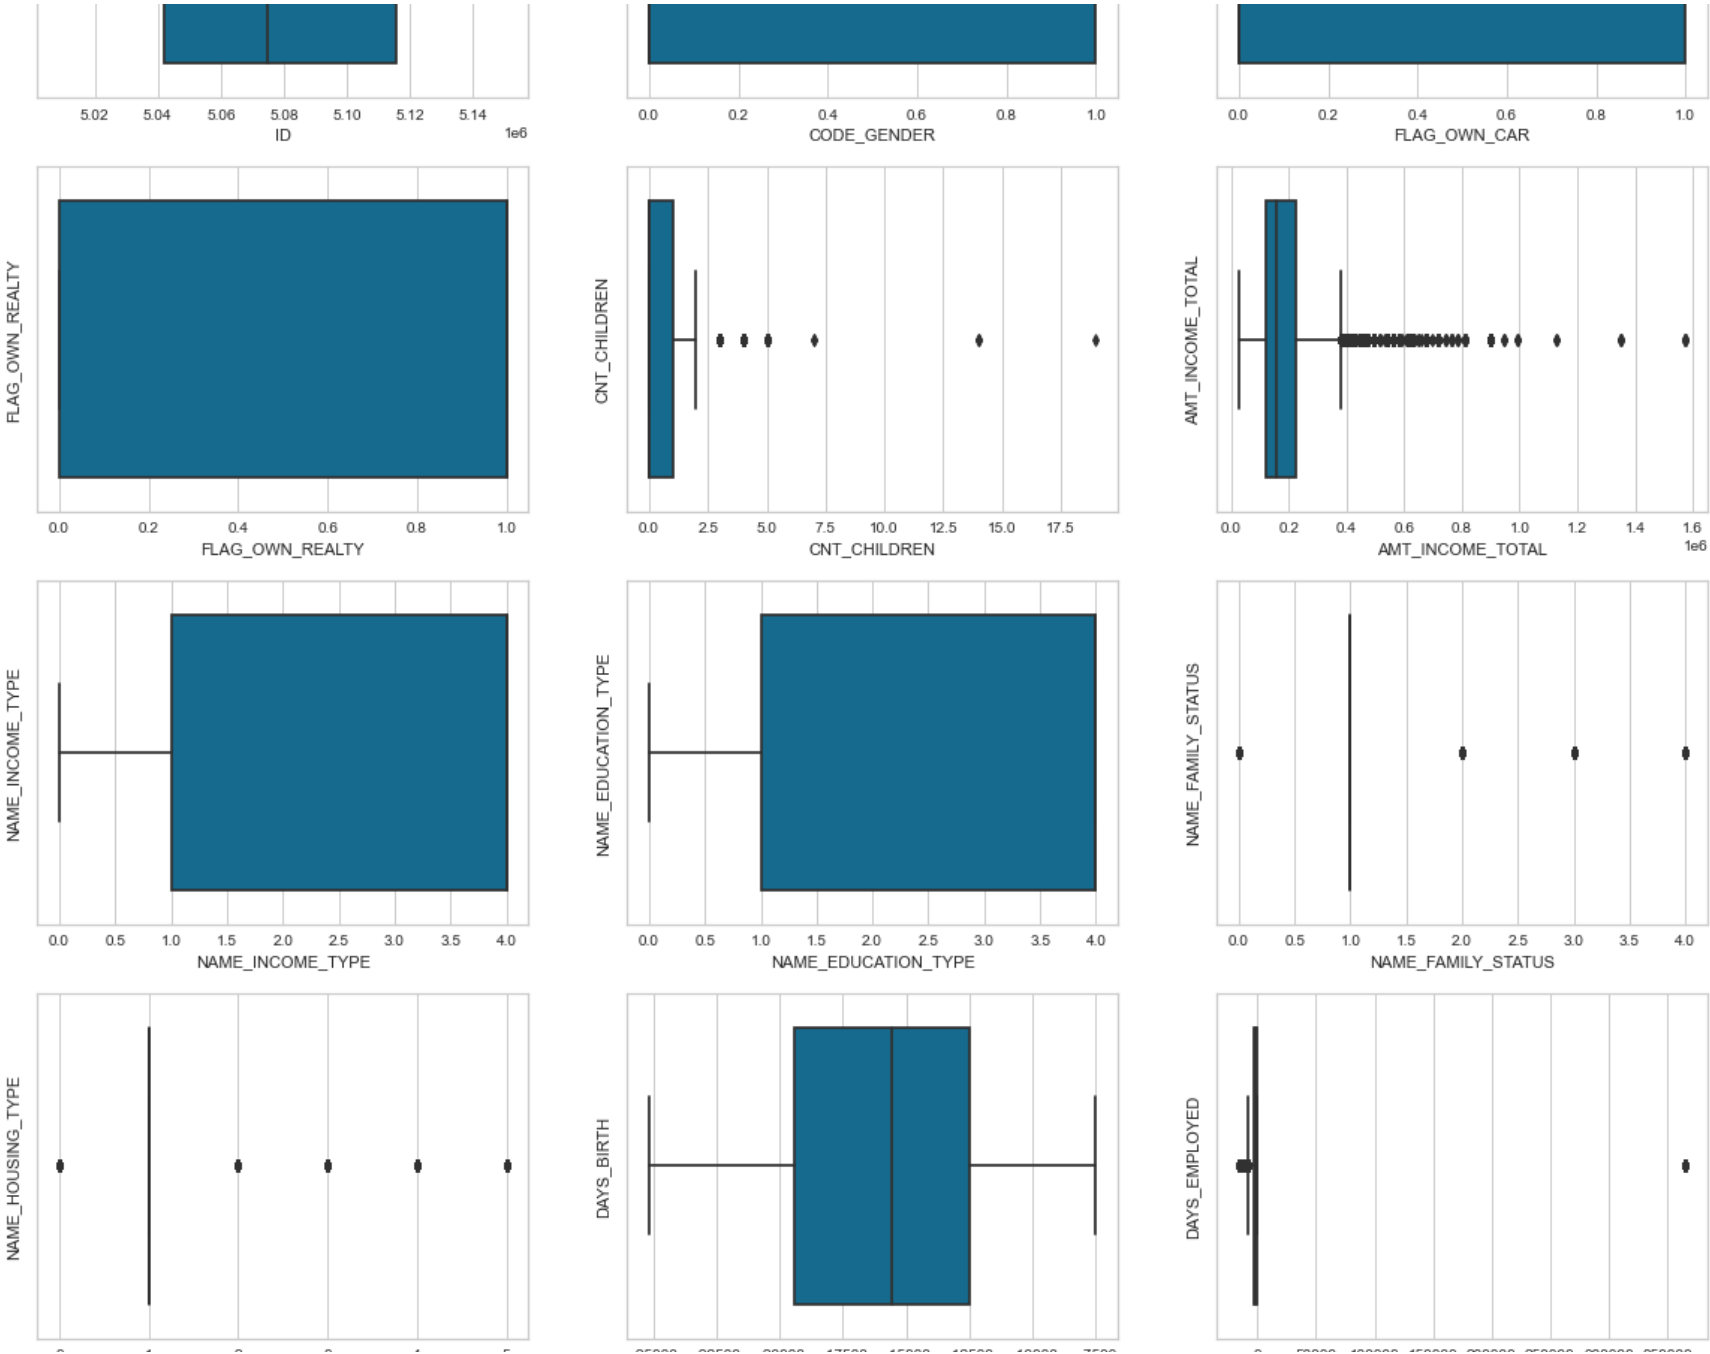 5.02 5.04 5.06 5.08 5.10 5.12 5.14
ID
1e6
0.0 0.2 0.4 0.6 0.8 1.0
CODE_GENDER
0.0 0.2 0.4 0.6 0.8 1.0
FLAG_OWN_CAR
FLAG_OWN_REALTY
0.0 0.2 0.4 0.6 0.8 1.0
FLAG_OWN_REALTY
CNT_CHILDREN
0.0 2.5 5.0 7.5 10.0 12.5 15.0 17.5
CNT_CHILDREN
AMT_INCOME_TOTAL
0.0 0.2 0.4 0.6 0.8 1.0 1.2 1.4 1.6
AMT_INCOME_TOTAL
1e6
NAME_INCOME_TYPE
0.0 0.5 1.0 1.5 2.0 2.5 3.0 3.5 4.0
NAME_INCOME_TYPE
NAME_EDUCATION_TYPE
0.0 0.5 1.0 1.5 2.0 2.5 3.0 3.5 4.0
NAME_EDUCATION_TYPE
NAME_FAMILY_STATUS
0.0 0.5 1.0 1.5 2.0 2.5 3.0 3.5 4.0
NAME_FAMILY_STATUS
NAME_HOUSING_TYPE
DAYS_BIRTH
DAYS_EMPLOYED